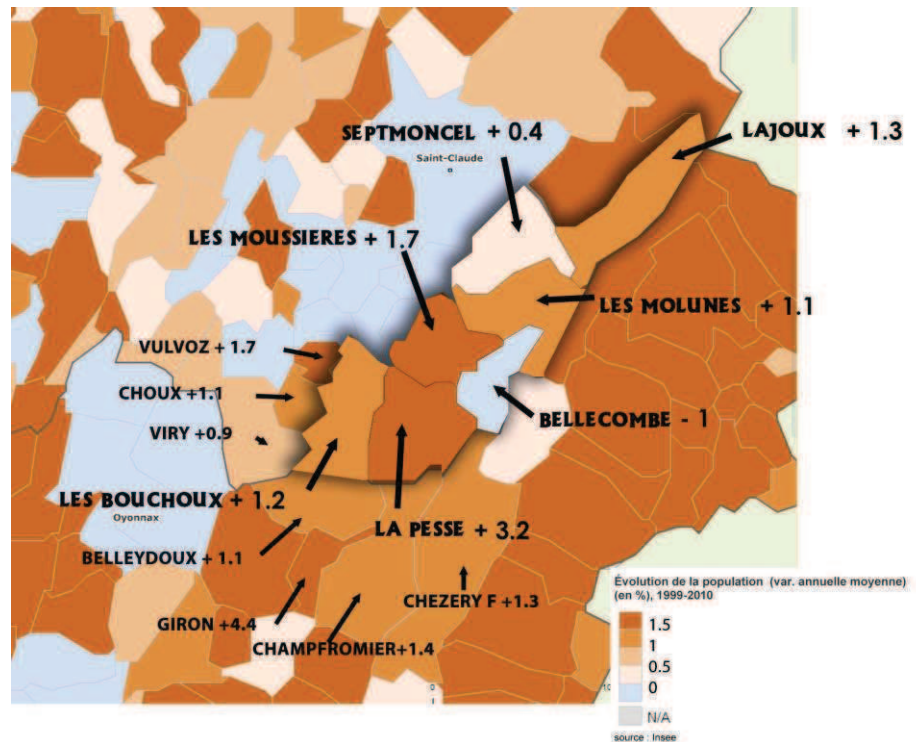 SEPTMONCEL + 0.4
LAJOUX + 1.3
Saint-Claude
LES MOUSSIERES + 1.7
LES MOLUNES + 1.1
VULVOZ + 1.7
CHOUX +1.1
BELLECOMBE - 1
VIRY +0.9
LES BOUCHOUX + 1.2
Oyonnax
LA PESSE + 3.2
BELLEYDOUX + 1.1
CHEZERY F +1.3
GIRON +4.4
CHAMPFROMIER+1.4
Évolution de la population (var. annuelle moyenne)
(en %), 1999-2010
1.5
1
0.5
0
N/A
source : Insee
0
10